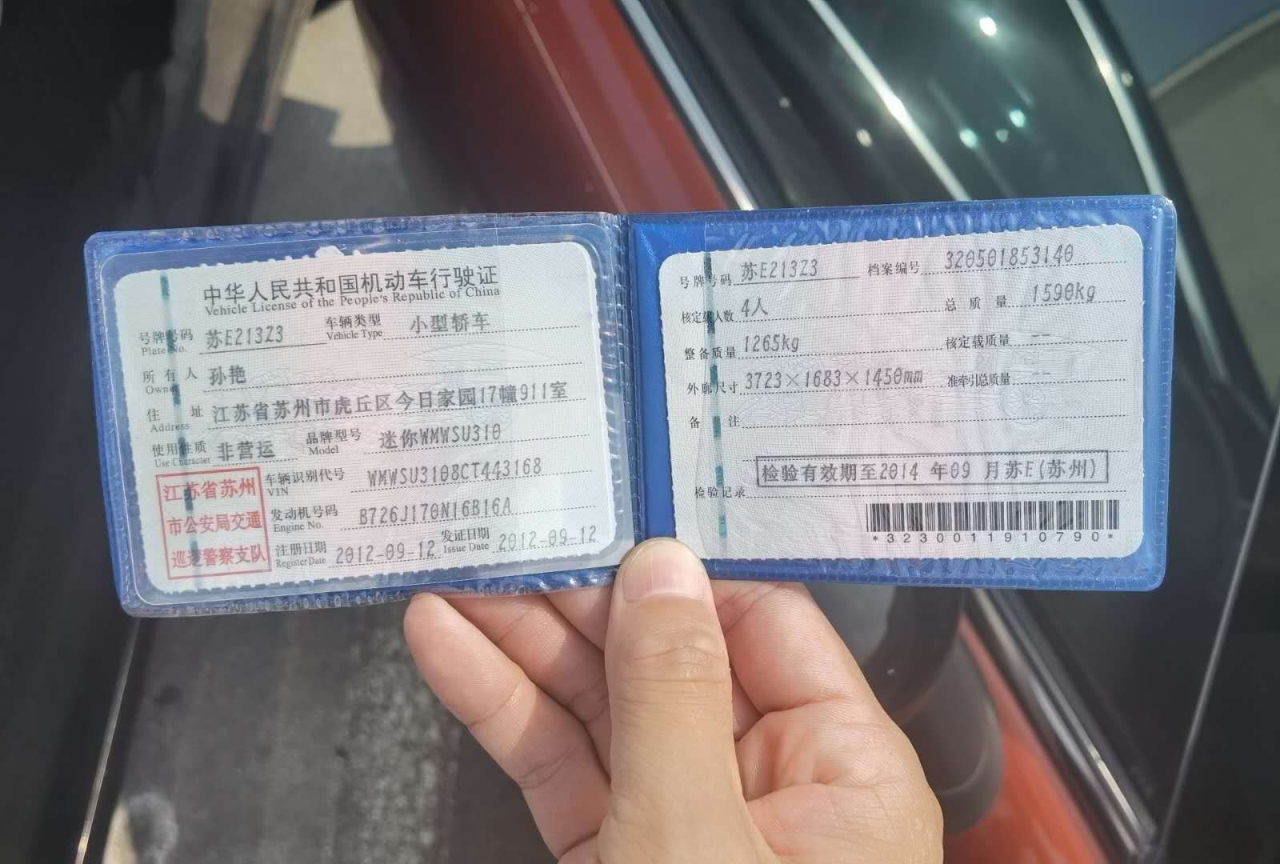 中华人民共和国机动车行驶证
Vehicle License of the People's Republic of China
号牌号码 苏E213Z3 车辆类型 小型轿车
Plate No. Vehicle Type
所有人 孙艳
Owner
住址 江苏省苏州市虎丘区今日家园17幢911室
Address
使用性质 非营运 品牌型号 迷你WMWSU310
Use Character Model
江苏省苏州
市公安局交通
巡逻警察支队
车辆识别代号 WMWSU3108CT443168
VIN
发动机号码 B726J170N16B16A
Engine No.
注册日期 2012-09-12 发证日期 2012-09-12
Register Date Issue Date
号牌号码 苏E213Z3 档案编号 320501853140
核定载人数 4人 总质量 1590kg
整备质量 1265kg 核定载质量 --
外廓尺寸 3723×1683×1450mm 准牵引总质量 --
备注
检验有效期至2014 年09 月苏E(苏州)
检验记录
*3230011910790*